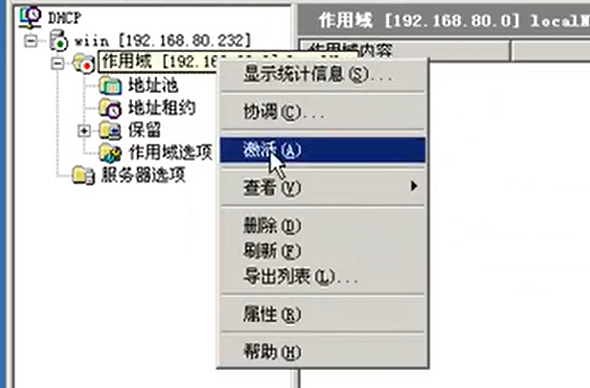 DHCP
wiin [192.168.80.232]
作用域 [192.16
地址池
地址租约
保留
作用域选项
服务器选项
作用域 [192.168.80.0] local
作用域内容
显示统计信息(S)...
协调(C)...
激活(A)
查看(V)
删除(D)
刷新(F)
导出列表(L)...
属性(R)
帮助(H)